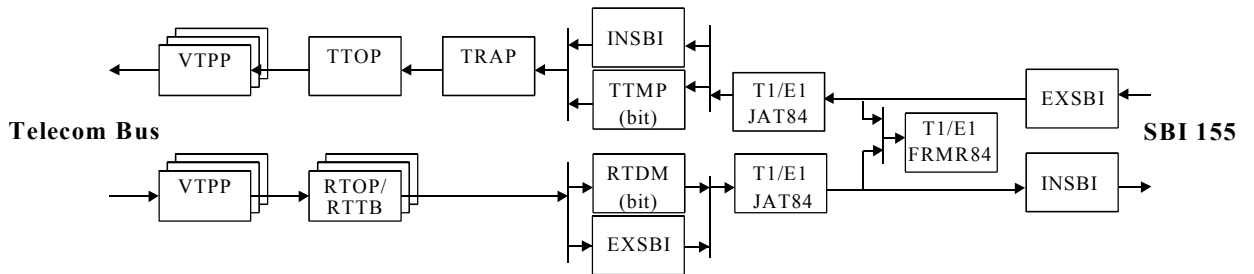 INSBI
VTPP
TTOP
TRAP
TTMP
(bit)
T1/E1
JAT84
EXSBI
Telecom Bus
T1/E1
FRMR84
SBI 155
VTPP
RTOP/
RTTB
RTDM
(bit)
T1/E1
JAT84
INSBI
EXSBI